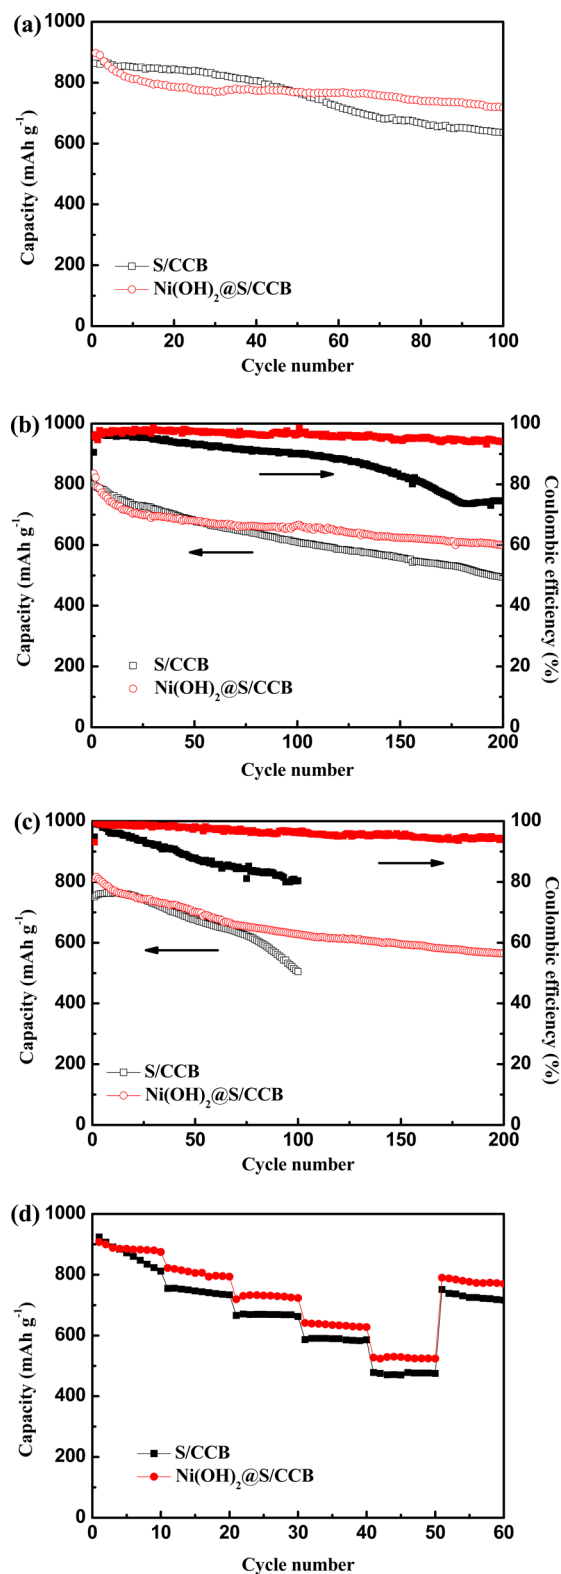 (a)
1000
800
600
400
200
0
Capacity (mAh g⁻¹)
S/CCB
Ni(OH)₂@S/CCB
0 20 40 60 80 100
Cycle number
(b)
1000
800
600
400
200
0
Capacity (mAh g⁻¹)
100
80
60
40
20
0
Coulombic efficiency (%)
S/CCB
Ni(OH)₂@S/CCB
0 50 100 150 200
Cycle number
(c)
1000
800
600
400
200
0
Capacity (mAh g⁻¹)
100
80
60
40
20
0
Coulombic efficiency (%)
S/CCB
Ni(OH)₂@S/CCB
0 50 100 150 200
Cycle number
(d)
1000
800
600
400
200
0
Capacity (mAh g⁻¹)
S/CCB
Ni(OH)₂@S/CCB
0 10 20 30 40 50 60
Cycle number